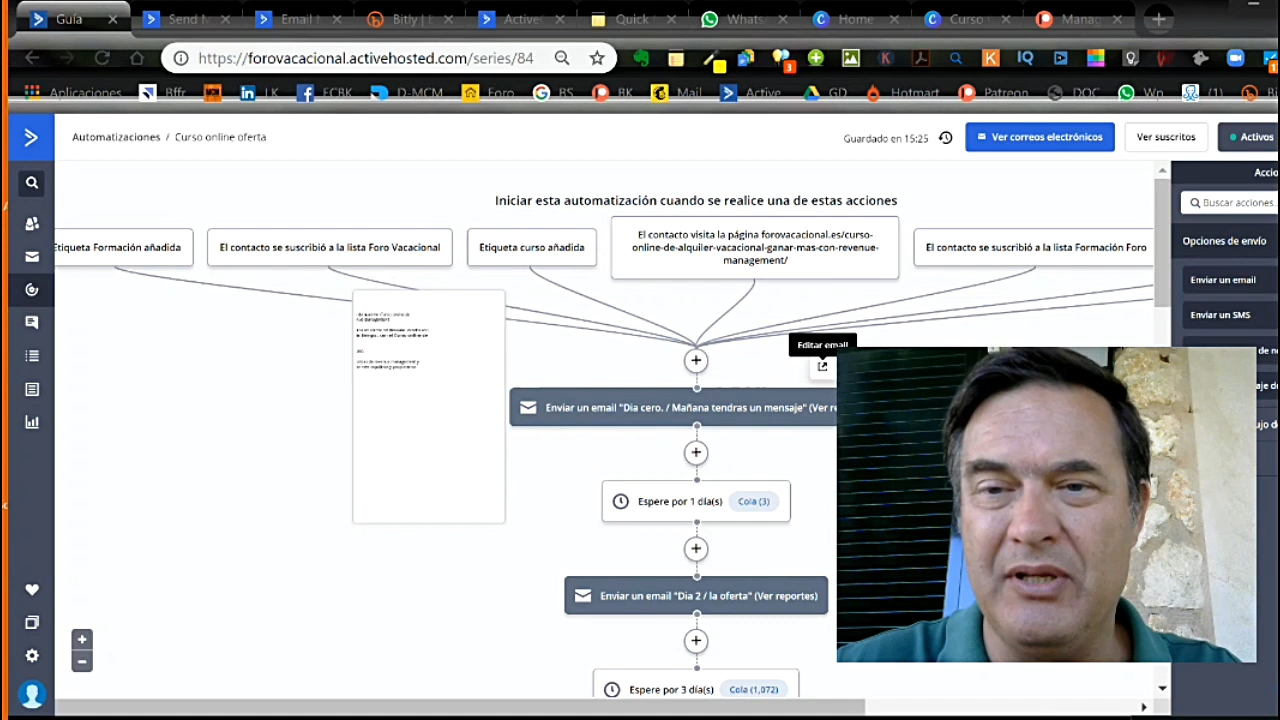 Guía
Send M
Email
Bitly |
Active
Quick
Whats
Home
Curso
Manag
https://forovacacional.activehosted.com/series/84
3
IQ
1
Aplicaciones
Bffr
LK
FCBK
D-MCM
Foro
BS
BK
Mail
Active
GD
Hotmart
Patreon
DOC
Wp
(1)
Bi
Automatizaciones / Curso online oferta
Guardado en 15:25
Ver correos electrónicos
Ver suscritos
Activos
Accio
Buscar acciones.
Opciones de envío
Enviar un email
Enviar un SMS
Iniciar esta automatización cuando se realice una de estas acciones
Etiqueta Formación añadida
El contacto se suscribió a la lista Foro Vacacional
Etiqueta curso añadida
El contacto visita la página forovacacional.es/curso-
online-de-alquiler-vacacional-ganar-mas-con-revenue-
management/
El contacto se suscribió a la lista Formación Foro
Editar email
Enviar un email "Dia cero. / Mañana tendras un mensaje" (Ver re
Espere por 1 día(s)
Cola (3)
Enviar un email "Dia 2 / la oferta" (Ver reportes)
Espere por 3 día(s)
Cola (1,072)